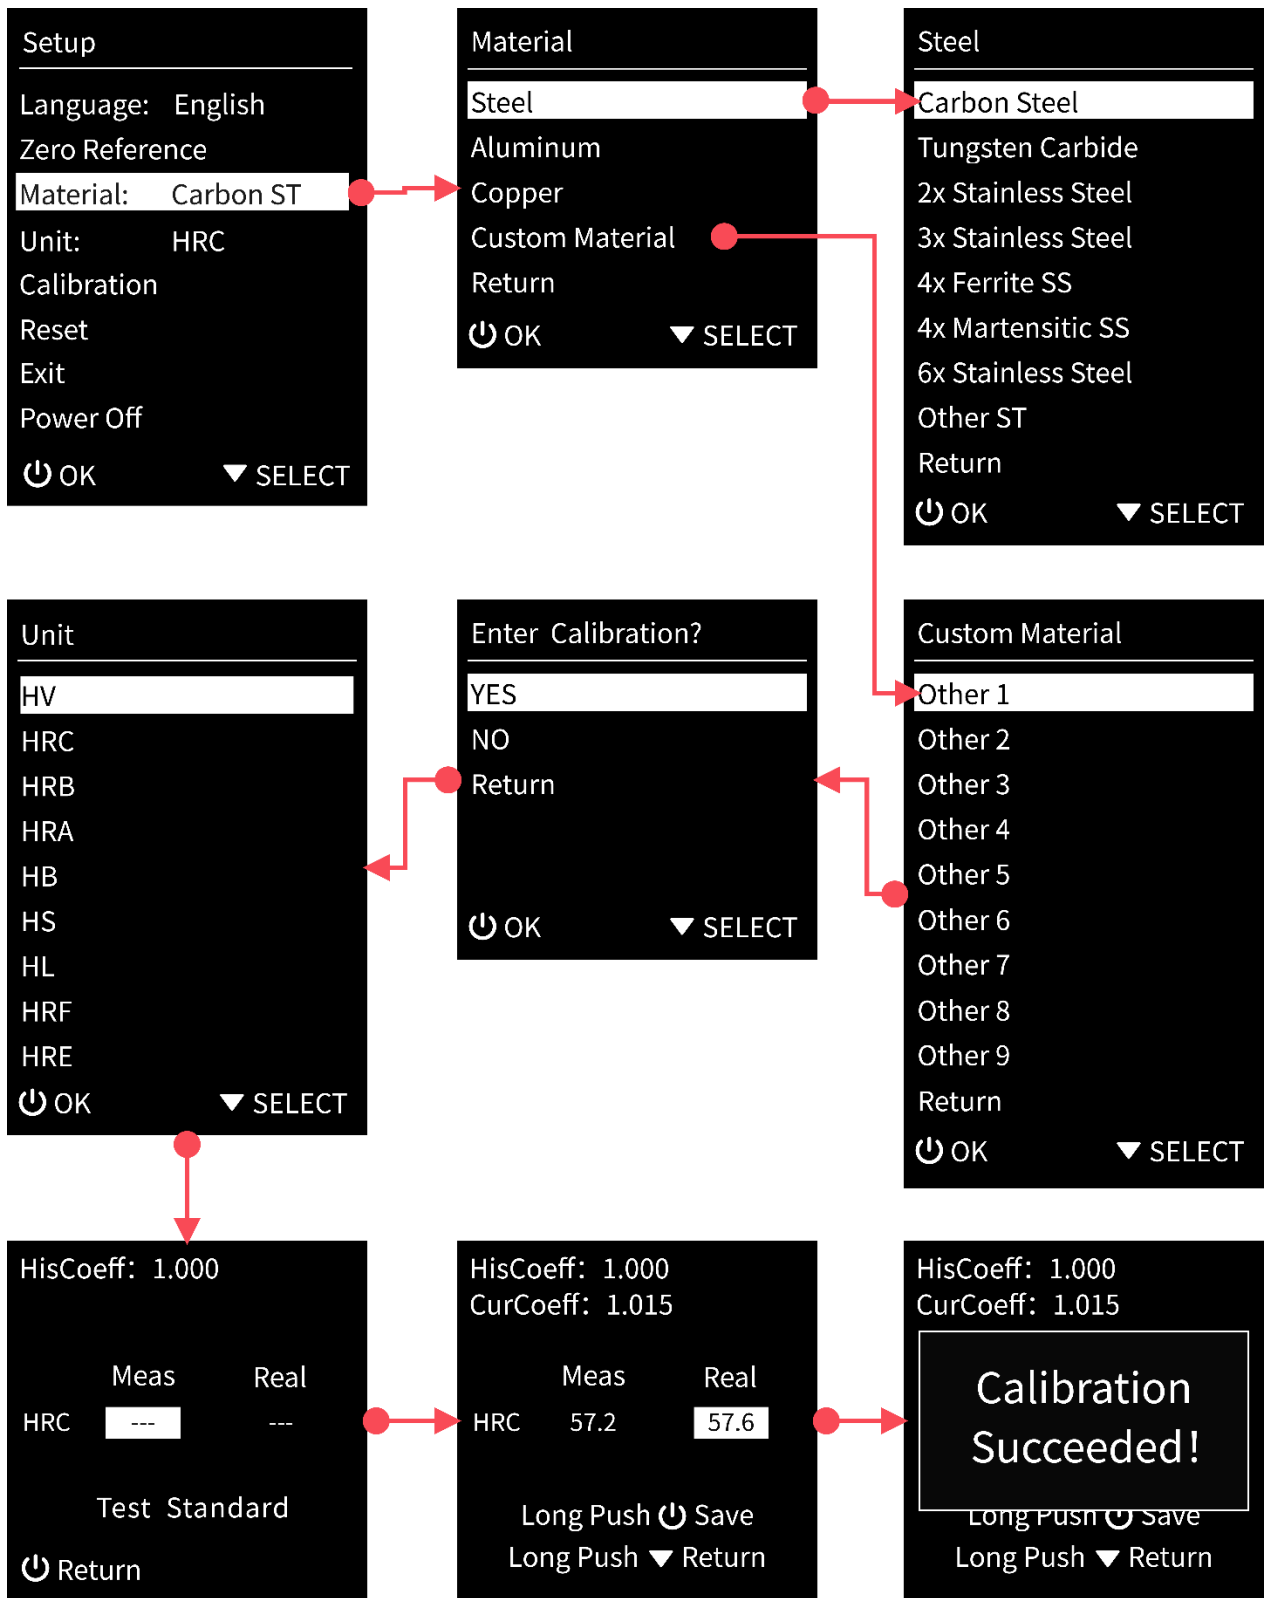 Setup
Language: English
Zero Reference
Material: Carbon ST
Unit: HRC
Calibration
Reset
Exit
Power Off
OK SELECT
Material
Steel
Aluminum
Copper
Custom Material
Return
OK SELECT
Steel
Carbon Steel
Tungsten Carbide
2x Stainless Steel
3x Stainless Steel
4x Ferrite SS
4x Martensitic SS
6x Stainless Steel
Other ST
Return
OK SELECT
Unit
HV
HRC
HRB
HRA
HB
HS
HL
HRF
HRE
OK SELECT
Enter Calibration?
YES
NO
Return
OK SELECT
Custom Material
Other 1
Other 2
Other 3
Other 4
Other 5
Other 6
Other 7
Other 8
Other 9
Return
OK SELECT
HisCoeff: 1.000
Meas Real
HRC --- ---
Test Standard
Return
HisCoeff: 1.000
CurCoeff: 1.015
Meas Real
HRC 57.2 57.6
Long Push Save
Long Push Return
HisCoeff: 1.000
CurCoeff: 1.015
Calibration
Succeeded!
Long Push Save
Long Push Return